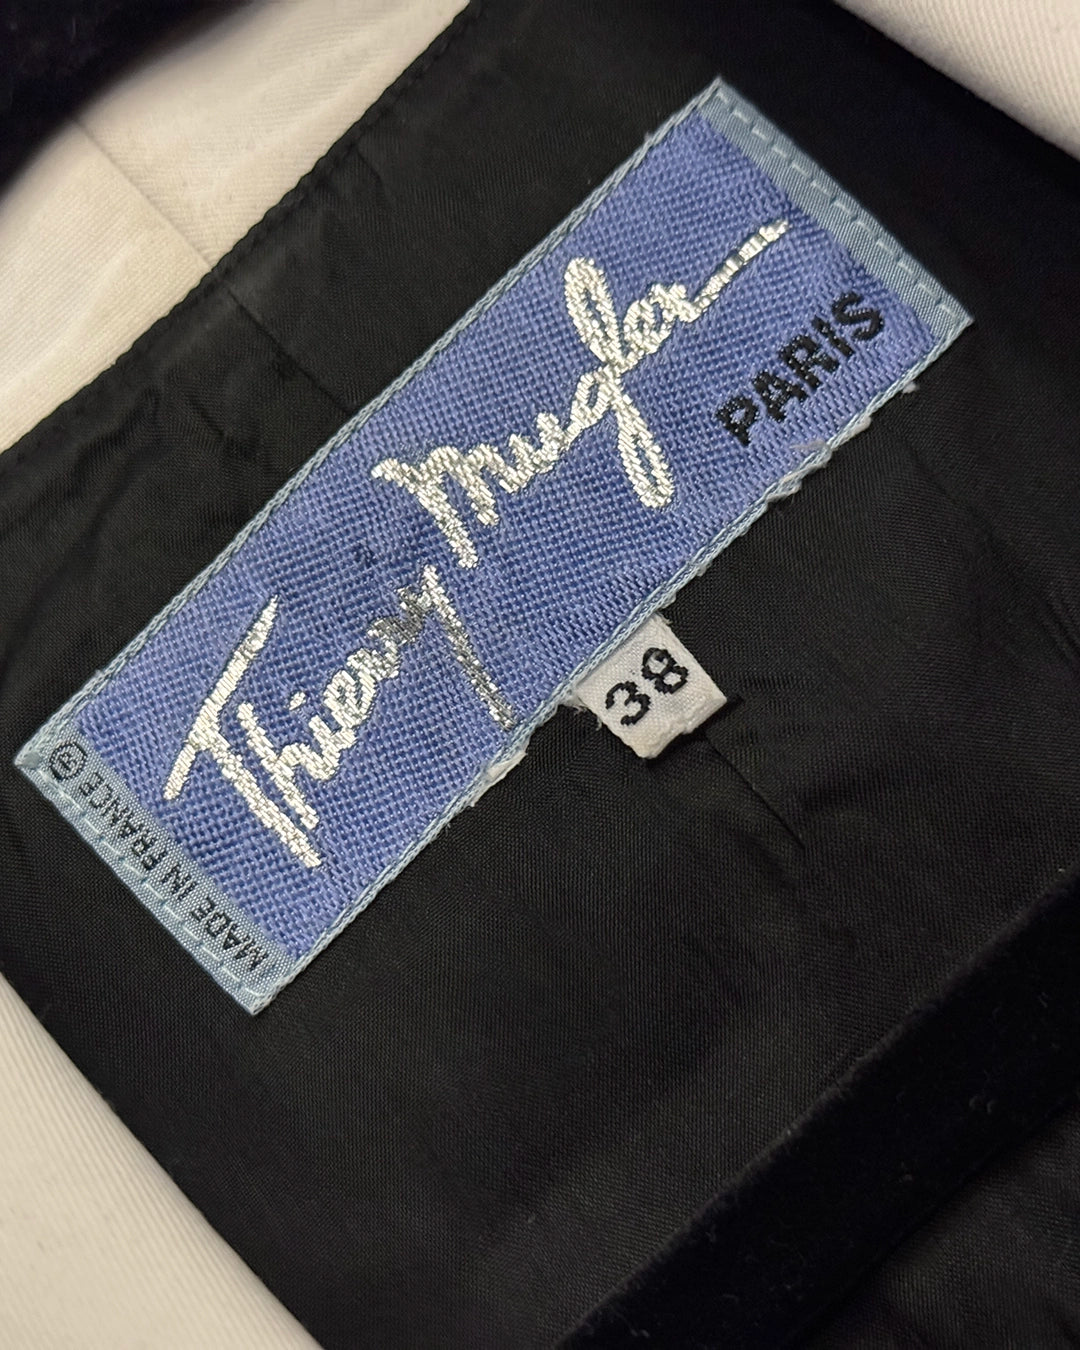 Thierry Mugler
PARIS
MADE IN FRANCE
38